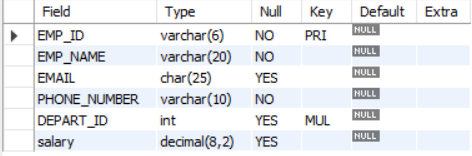 Field Type Null Key Default Extra
EMP_ID varchar(6) NO PRI NULL
EMP_NAME varchar(20) NO NULL
EMAIL char(25) YES NULL
PHONE_NUMBER varchar(10) NO NULL
DEPART_ID int YES MUL NULL
salary decimal(8,2) YES NULL